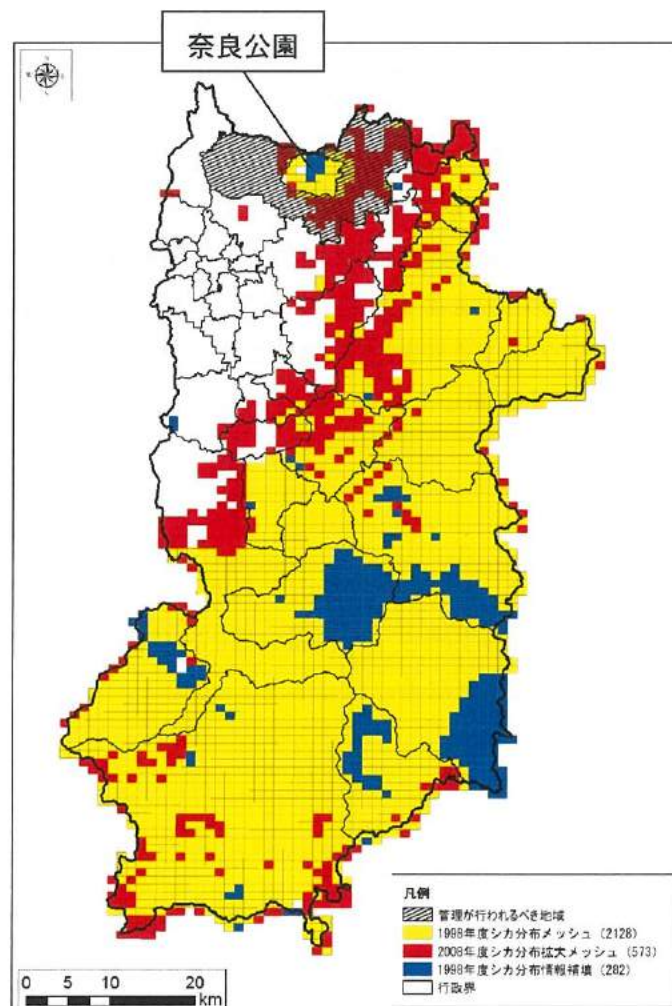 奈良公園
凡例
管理が行われるべき地域
1998年度シカ分布メッシュ (2128)
2008年度シカ分布拡大メッシュ (573)
1998年度シカ分布情報補填 (282)
行政界
0 5 10 20
km